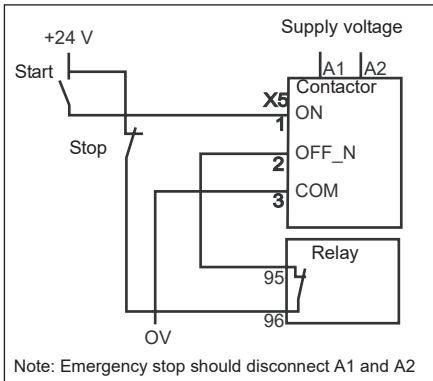 Supply voltage
+24 V
A1 A2
Start
Contactor
X5
1 ON
Stop
2 OFF_N
3 COM
Relay
95
96
OV
Note: Emergency stop should disconnect A1 and A2